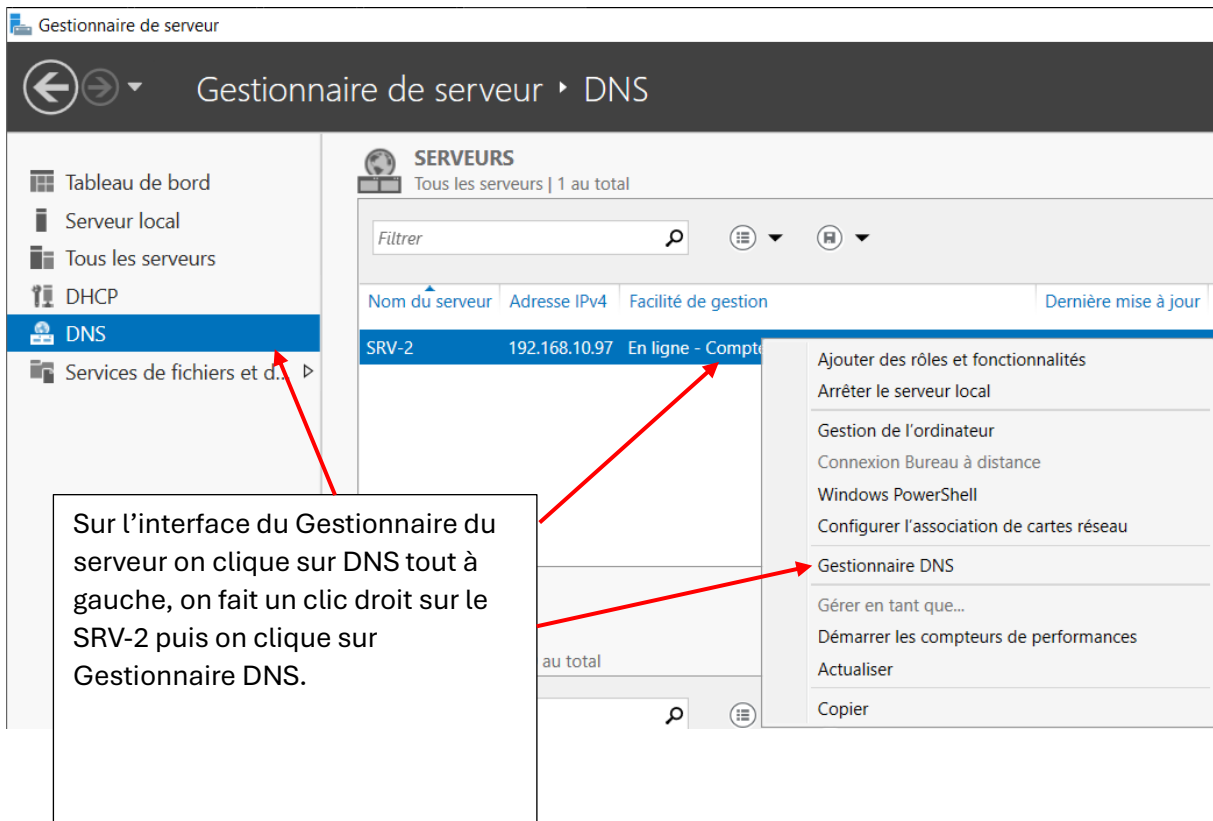 Gestionnaire de serveur
Gestionnaire de serveur ‣ DNS
Tableau de bord
Serveur local
Tous les serveurs
DHCP
DNS
Services de fichiers et d...
SERVEURS
Tous les serveurs | 1 au total
Filtrer
Nom du serveur Adresse IPv4 Facilité de gestion Dernière mise à jour
SRV-2 192.168.10.97 En ligne - Compte
Ajouter des rôles et fonctionnalités
Arrêter le serveur local
Gestion de l'ordinateur
Connexion Bureau à distance
Windows PowerShell
Configurer l'association de cartes réseau
Gestionnaire DNS
Gérer en tant que...
Démarrer les compteurs de performances
Actualiser
Copier
Sur l’interface du Gestionnaire du
serveur on clique sur DNS tout à
gauche, on fait un clic droit sur le
SRV-2 puis on clique sur
Gestionnaire DNS.
au total